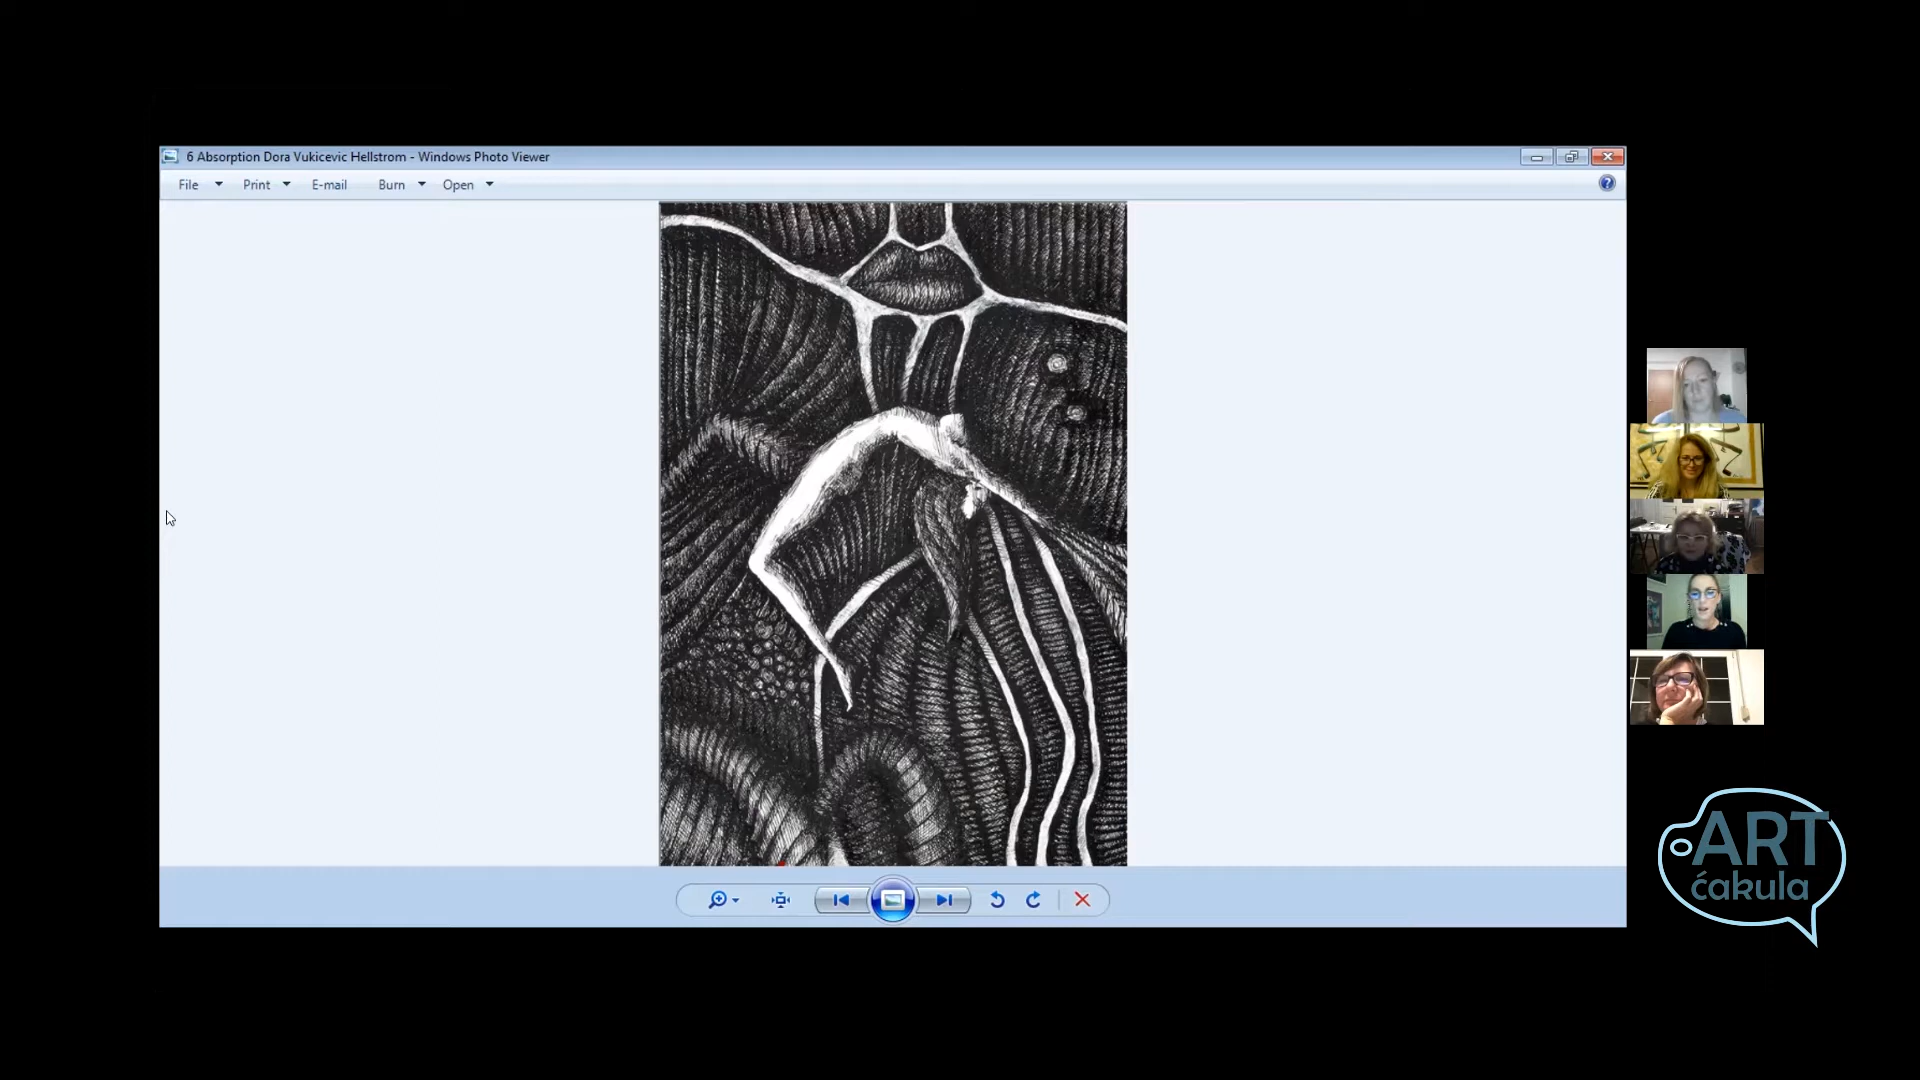 6 Absorption Dora Vukicevic Hellstrom - Windows Photo Viewer
File Print E-mail Burn Open
ART
ćakula